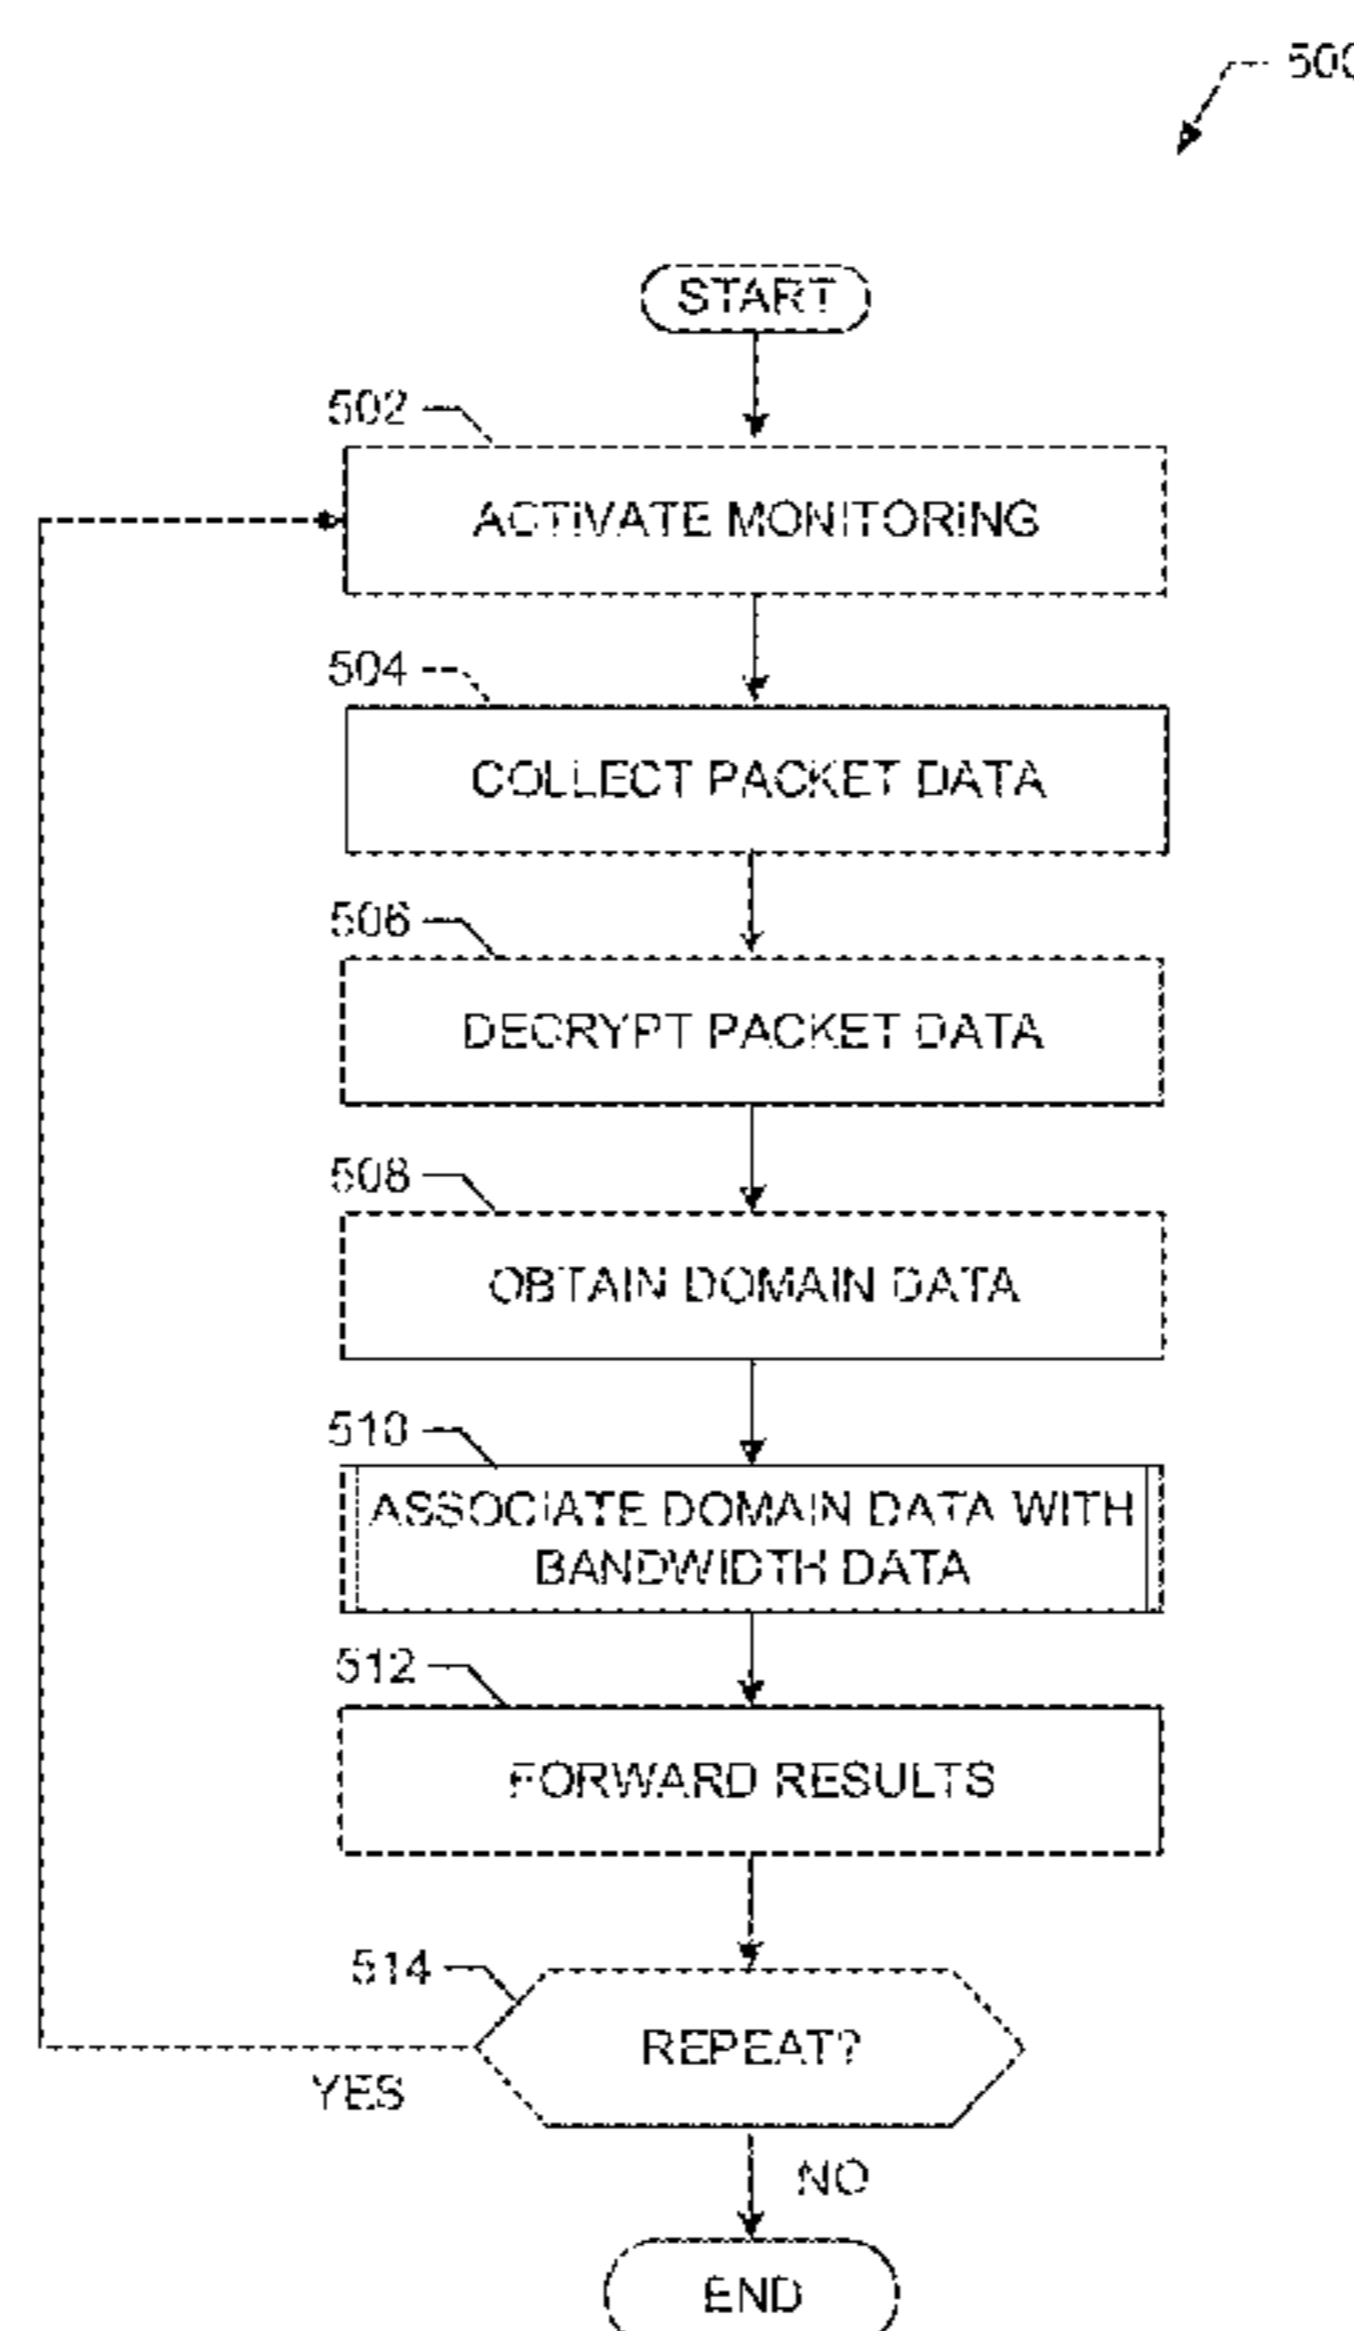 500
START
502
ACTIVATE MONITORING
504
COLLECT PACKET DATA
506
DECRYPT PACKET DATA
508
OBTAIN DOMAIN DATA
510
ASSOCIATE DOMAIN DATA WITH
BANDWIDTH DATA
512
FORWARD RESULTS
514
REPEAT?
YES
NO
END